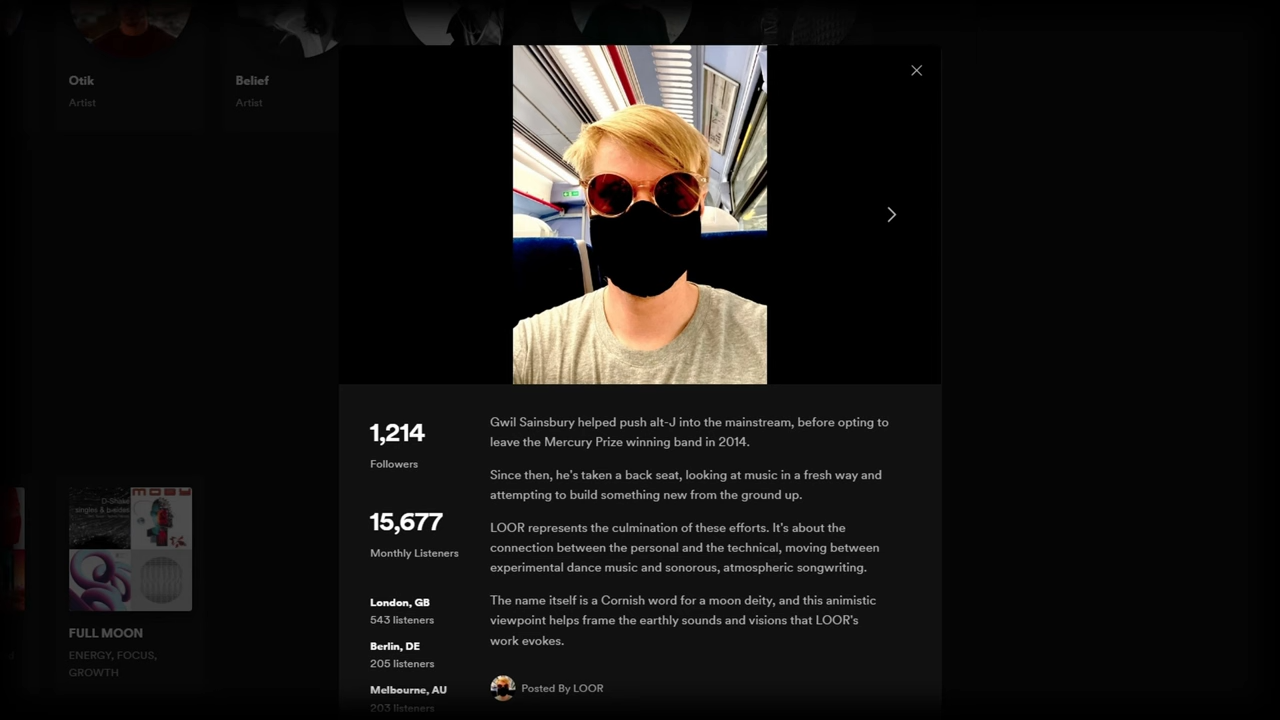 Otik
Artist
Belief
Artist
1,214
Followers
15,677
Monthly Listeners
London, GB
543 listeners
Berlin, DE
205 listeners
Melbourne, AU
203 listeners
Gwil Sainsbury helped push alt-J into the mainstream, before opting to
leave the Mercury Prize winning band in 2014.
Since then, he's taken a back seat, looking at music in a fresh way and
attempting to build something new from the ground up.
LOOR represents the culmination of these efforts. It's about the
connection between the personal and the technical, moving between
experimental dance music and sonorous, atmospheric songwriting.
The name itself is a Cornish word for a moon deity, and this animistic
viewpoint helps frame the earthly sounds and visions that LOOR's
work evokes.
Posted By LOOR
D-Shake
singles & b-sides
FULL MOON
ENERGY, FOCUS,
GROWTH